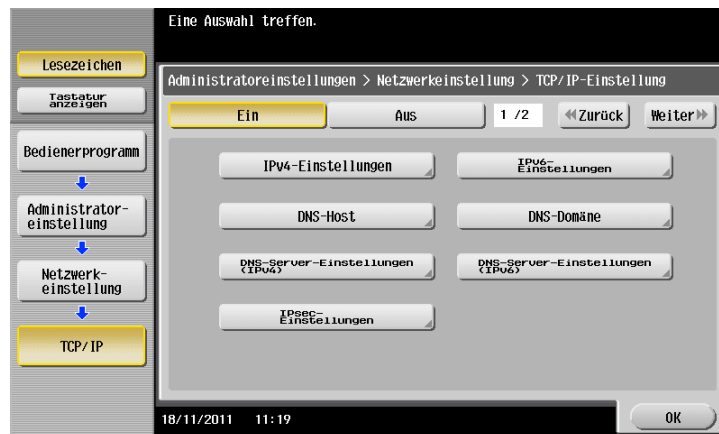 Eine Auswahl treffen.
Lesezeichen
Tastatur
anzeigen
Bedienerprogramm
Administrator-
einstellung
Netzwerk-
einstellung
TCP/IP
Administratoreinstellungen > Netzwerkeinstellung > TCP/IP-Einstellung
Ein
Aus
1 /2
Zurück
Weiter
IPv4-Einstellungen
IPv6-
Einstellungen
DNS-Host
DNS-Domäne
DNS-Server-Einstellungen
(IPv4)
DNS-Server-Einstellungen
(IPv6)
IPsec-
Einstellungen
18/11/2011 11:19
OK